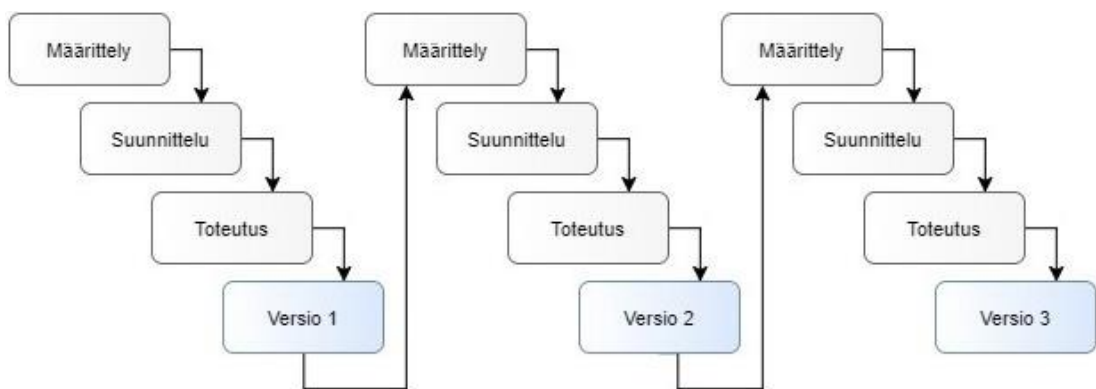 Määrittely
Suunnittelu
Toteutus
Versio 1
Määrittely
Suunnittelu
Toteutus
Versio 2
Määrittely
Suunnittelu
Toteutus
Versio 3